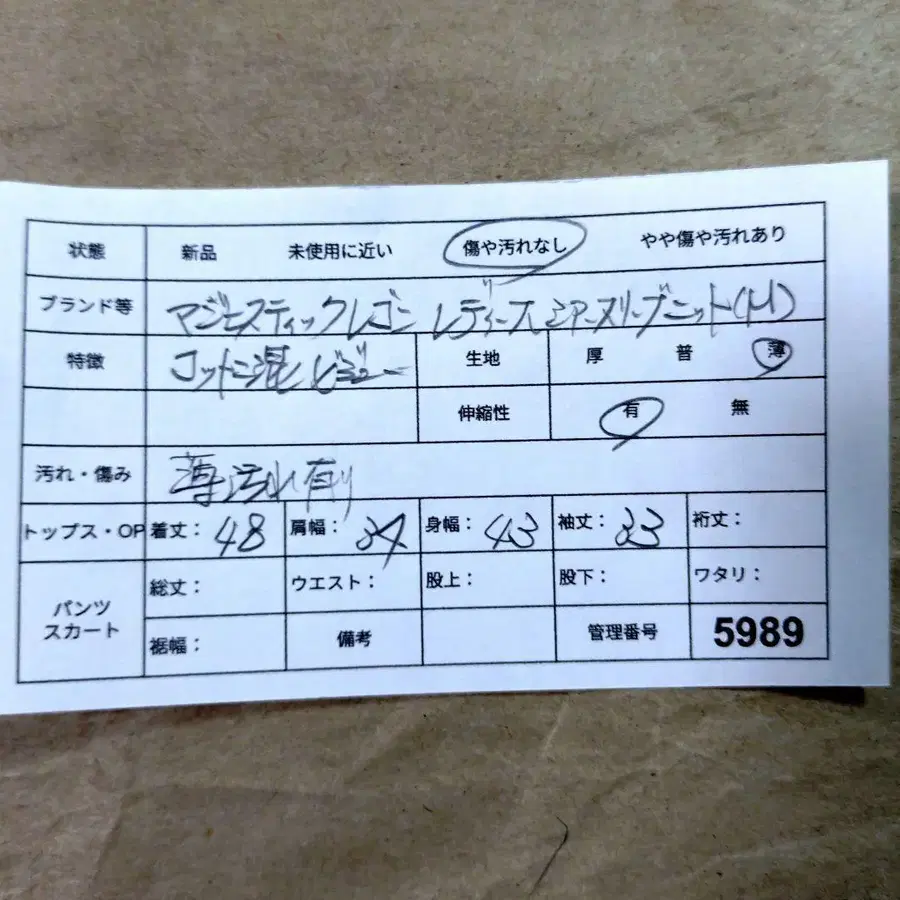 状態 新品 未使用に近い 傷や汚れなし やや傷や汚れあり
ブランド等 マジェスティックレゴン レディース シアースリーブニット(M)
特徴 コットン混 ビジュー 生地 厚 普 薄
伸縮性 有 無
汚れ・傷み 薄汚れ有り
トップス・OP 着丈: 48 肩幅: 34 身幅: 43 袖丈: 33 裄丈:
パンツ スカート 総丈: ウエスト: 股上: 股下: ワタリ:
裾幅: 備考 管理番号 5989